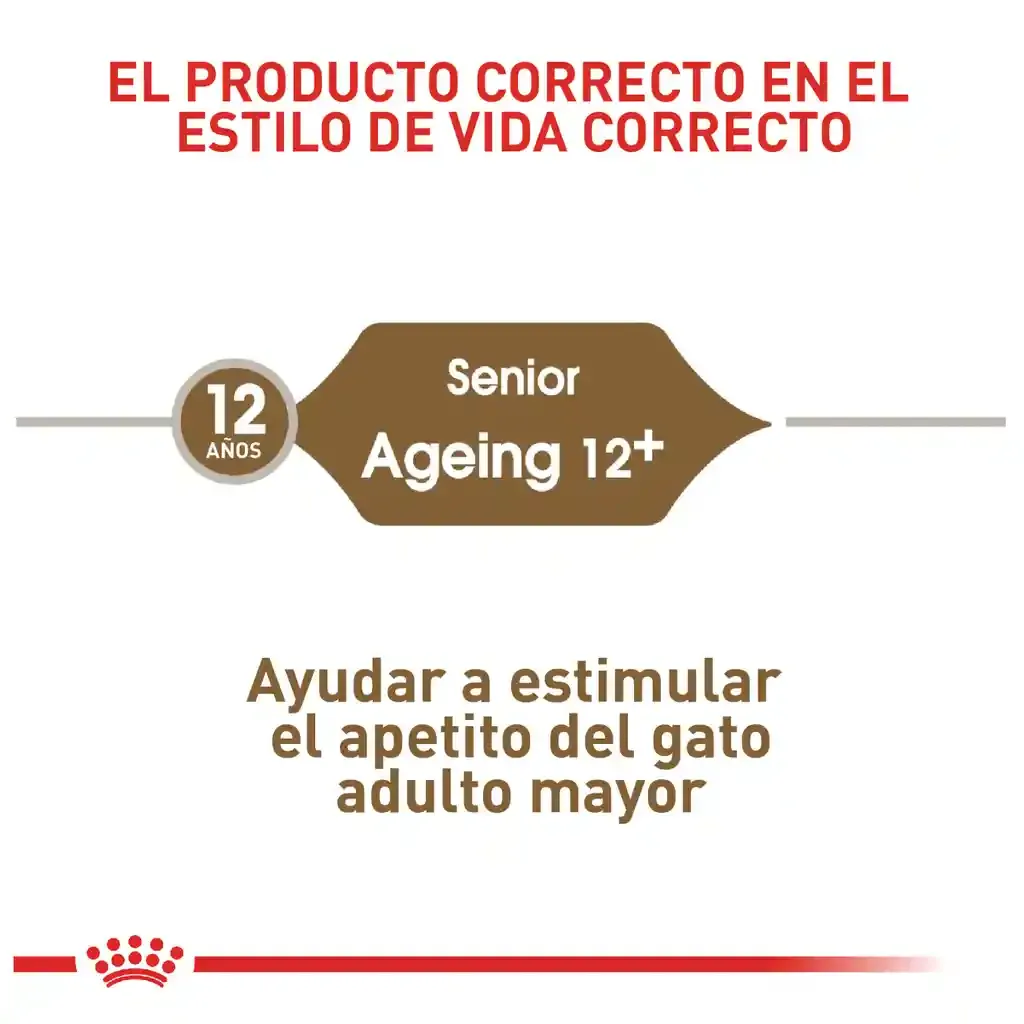 EL PRODUCTO CORRECTO EN EL
ESTILO DE VIDA CORRECTO
12
AÑOS
Senior
Ageing 12+
Ayudar a estimular
el apetito del gato
adulto mayor